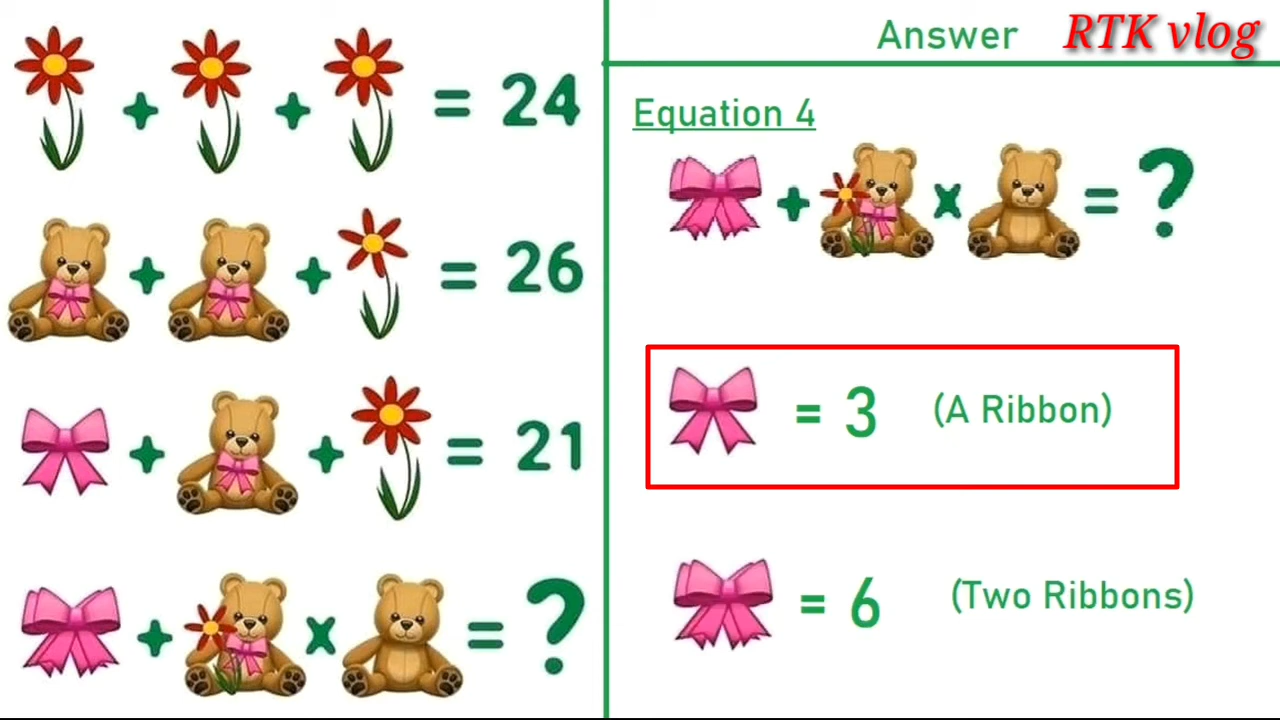 + + = 24
+ + = 26
+ + = 21
+ x = ?
Answer RTK vlog
Equation 4
+ x = ?
= 3 (A Ribbon)
= 6 (Two Ribbons)